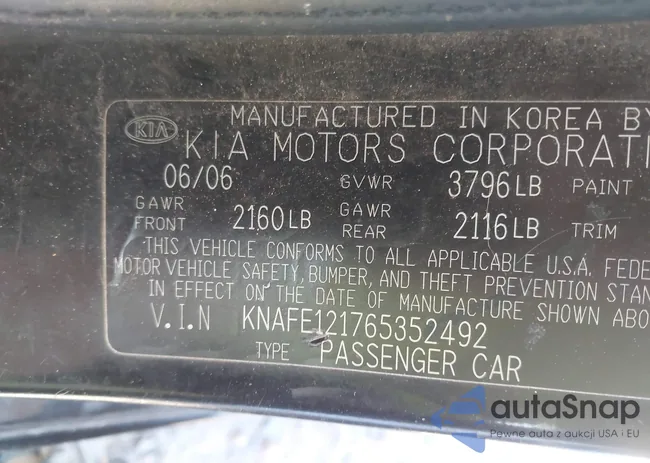 MANUFACTURED IN KOREA BY
KIA KIA MOTORS CORPORATI
06/06 GVWR 3796LB PAINT
GAWR FRONT 2160LB GAWR REAR 2116LB TRIM
THIS VEHICLE CONFORMS TO ALL APPLICABLE U.S.A. FEDE
MOTOR VEHICLE SAFETY, BUMPER, AND THEFT PREVENTION STAN
IN EFFECT ON THE DATE OF MANUFACTURE SHOWN ABO
V.I.N KNAFE121765352492
TYPE PASSENGER CAR
autaSnap
Pewne auta z aukcji USA i EU